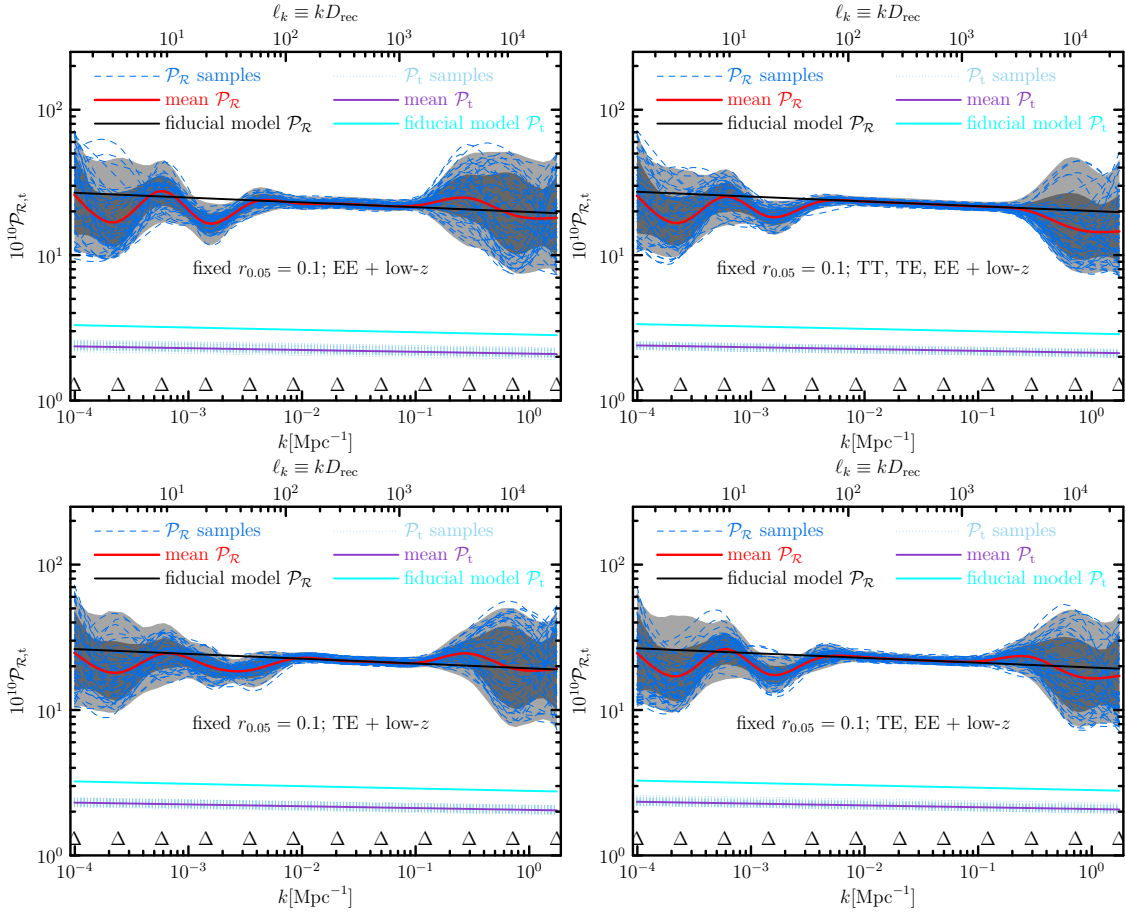 ℓ_k ≡ kD_rec
10^1 10^2 10^3 10^4
P_R samples P_t samples
mean P_R mean P_t
fiducial model P_R fiducial model P_t
10^2
10^1
10^0
10^10 P_R,t
fixed r_0.05 = 0.1; EE + low-z
Δ Δ Δ Δ Δ Δ Δ Δ Δ Δ Δ Δ
10^−4 10^−3 10^−2 10^−1 10^0
k[Mpc^−1]
ℓ_k ≡ kD_rec
10^1 10^2 10^3 10^4
P_R samples P_t samples
mean P_R mean P_t
fiducial model P_R fiducial model P_t
10^2
10^1
10^0
10^10 P_R,t
fixed r_0.05 = 0.1; TT, TE, EE + low-z
Δ Δ Δ Δ Δ Δ Δ Δ Δ Δ Δ Δ
10^−4 10^−3 10^−2 10^−1 10^0
k[Mpc^−1]
ℓ_k ≡ kD_rec
10^1 10^2 10^3 10^4
P_R samples P_t samples
mean P_R mean P_t
fiducial model P_R fiducial model P_t
10^2
10^1
10^0
10^10 P_R,t
fixed r_0.05 = 0.1; TE + low-z
Δ Δ Δ Δ Δ Δ Δ Δ Δ Δ Δ Δ
10^−4 10^−3 10^−2 10^−1 10^0
k[Mpc^−1]
ℓ_k ≡ kD_rec
10^1 10^2 10^3 10^4
P_R samples P_t samples
mean P_R mean P_t
fiducial model P_R fiducial model P_t
10^2
10^1
10^0
10^10 P_R,t
fixed r_0.05 = 0.1; TE, EE + low-z
Δ Δ Δ Δ Δ Δ Δ Δ Δ Δ Δ Δ
10^−4 10^−3 10^−2 10^−1 10^0
k[Mpc^−1]